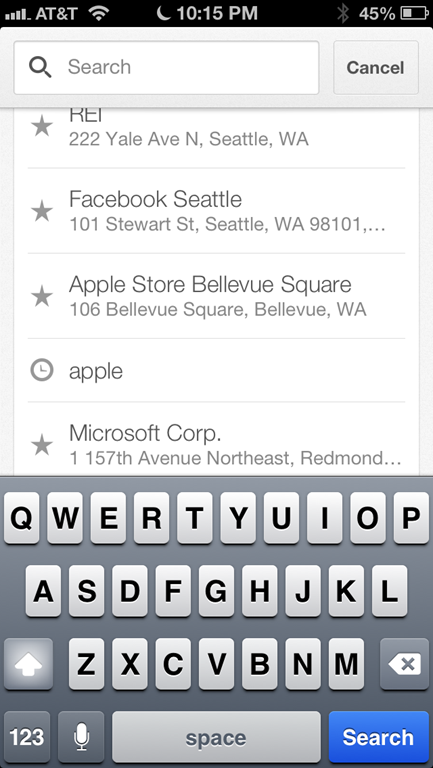 AT&T 10:15 PM 45%
Search Cancel
REI
222 Yale Ave N, Seattle, WA
Facebook Seattle
101 Stewart St, Seattle, WA 98101,...
Apple Store Bellevue Square
106 Bellevue Square, Bellevue, WA
apple
Microsoft Corp.
1 157th Avenue Northeast, Redmond...
Q W E R T Y U I O P
A S D F G H J K L
Z X C V B N M
123 space Search